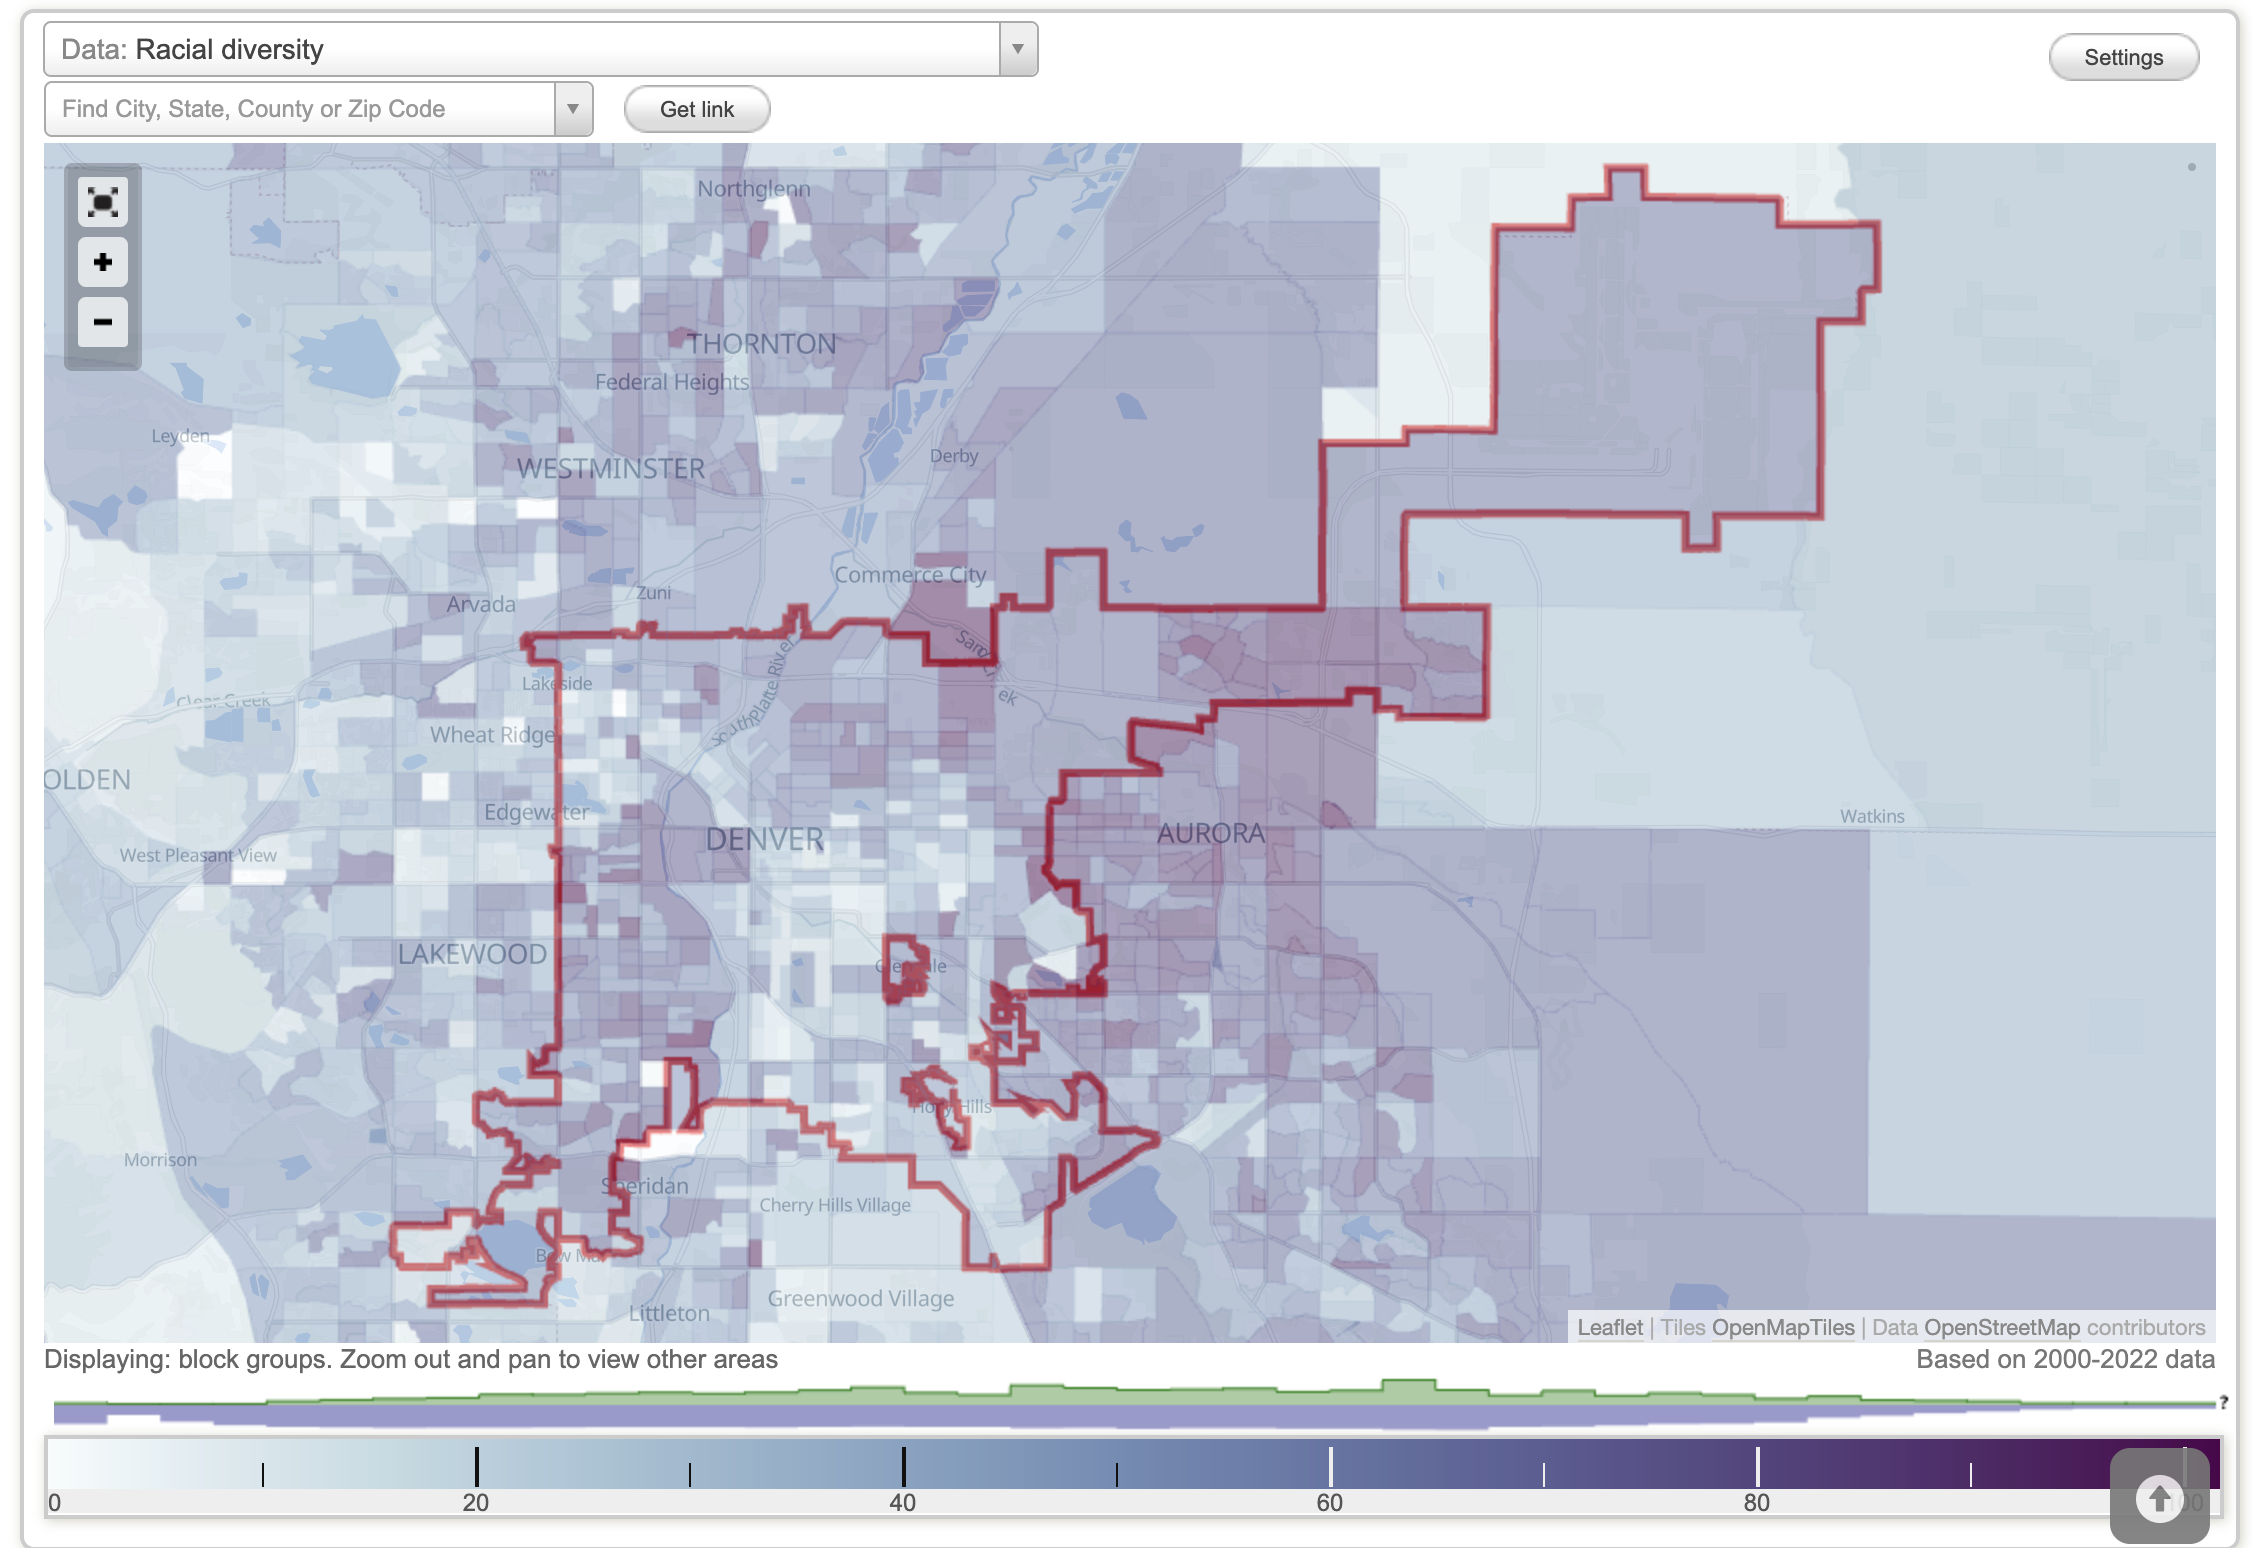 Data: Racial diversity
Settings
Find City, State, County or Zip Code
Get link
+
−
Northglenn
THORNTON
Federal Heights
Leyden
WESTMINSTER
Derby
Commerce City
Zuni
Arvada
Sand Creek
South Platte River
Lakeside
Clear Creek
Wheat Ridge
OLDEN
Edgewater
DENVER
AURORA
Watkins
West Pleasant View
LAKEWOOD
Glendale
Holly Hills
Morrison
Sheridan
Cherry Hills Village
Bow Mar
Greenwood Village
Littleton
Leaflet | Tiles OpenMapTiles | Data OpenStreetMap contributors
Displaying: block groups. Zoom out and pan to view other areas
Based on 2000-2022 data
?
0 20 40 60 80 100